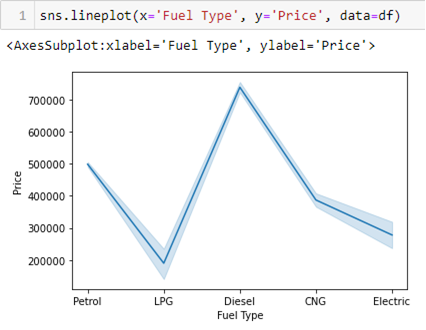 1 sns.lineplot(x='Fuel Type', y='Price', data=df)
<AxesSubplot:xlabel='Fuel Type', ylabel='Price'>
700000
600000
500000
400000
300000
200000
Price
Petrol LPG Diesel CNG Electric
Fuel Type